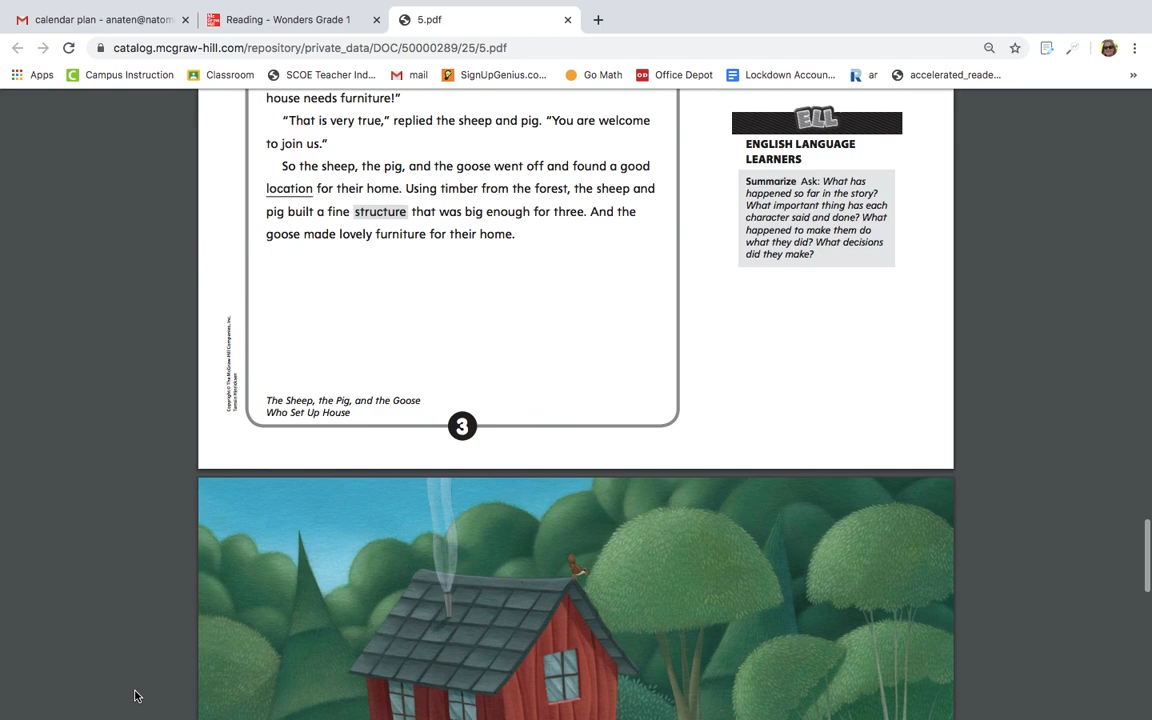 calendar plan - anaten@natom
Reading - Wonders Grade 1
5.pdf
catalog.mcgraw-hill.com/repository/private_data/DOC/50000289/25/5.pdf
Apps
Campus Instruction
Classroom
SCOE Teacher Ind...
mail
SignUpGenius.co...
Go Math
OD
Office Depot
Lockdown Accoun...
ar
accelerated_reade...
»
house needs furniture!”
“That is very true,” replied the sheep and pig. “You are welcome
to join us.”
So the sheep, the pig, and the goose went off and found a good
location for their home. Using timber from the forest, the sheep and
pig built a fine structure that was big enough for three. And the
goose made lovely furniture for their home.
The Sheep, the Pig, and the Goose
Who Set Up House
3
ELL
ENGLISH LANGUAGE
LEARNERS
Summarize Ask: What has
happened so far in the story?
What important thing has each
character said and done? What
happened to make them do
what they did? What decisions
did they make?
Copyright © The McGraw-Hill Companies, Inc.